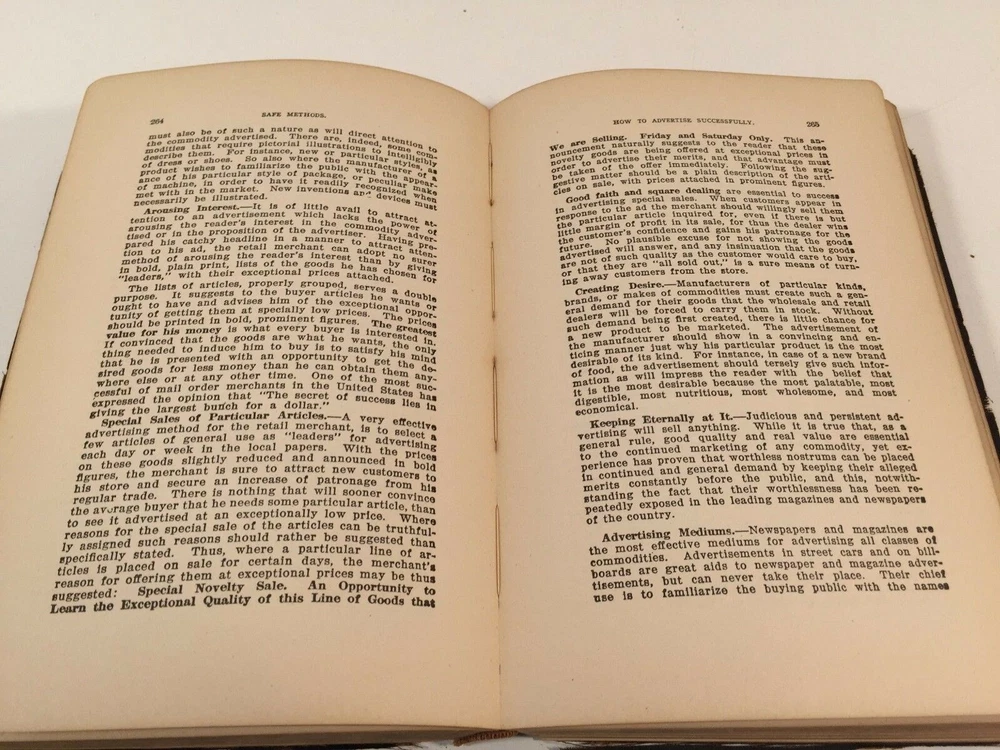 264
SAFE METHODS.
must also be of such a nature as will direct attention to
the commodity advertised. There are, indeed, some com-
modities that require pictorial illustrations to intelligibly
describe them. For instance, new or particular styles, as
of dress or shoes. So also where the manufacturer of a
product wishes to familiarize the public with the appear-
ance of his particular style of package, or peculiar make
of machine, in order to have it readily recognized when
met with in the market. New inventions and devices must
necessarily be illustrated.
Arousing Interest.—It is of little avail to attract at-
tention to an advertisement which lacks the power of
arousing the reader's interest in the commodity adver-
tised or in the proposition of the advertiser. Having pre-
pared his catchy headline in a manner to attract atten-
tion to his ad, the retail merchant can adopt no surer
method of arousing the reader's interest than by giving
in bold, plain print, lists of the goods he has chosen for
"leaders," with their exceptional prices attached.
The lists of articles, properly grouped, serves a double
purpose. It suggests to the buyer articles he wants or
ought to have and advises him of the exceptional oppor-
tunity of getting them at specially low prices. The prices
should be printed in bold, prominent figures. The greatest
value for his money is what every buyer is interested in.
If convinced that the goods are what he wants, the only
thing needed to induce him to buy is to satisfy his mind
that he is presented with an opportunity to get the de-
sired goods for less money than he can obtain them any-
where else or at any other time. One of the most suc-
cessful of mail order merchants in the United States has
expressed the opinion that "The secret of success lies in
giving the largest bunch for a dollar."
Special Sales of Particular Articles.—A very effective
advertising method for the retail merchant, is to select a
few articles of general use as "leaders" for advertising
each day or week in the local papers. With the prices
on these goods slightly reduced and announced in bold
figures, the merchant is sure to attract new customers to
his store and secure an increase of patronage from his
regular trade. There is nothing that will sooner convince
the average buyer that he needs some particular article, than
to see it advertised at an exceptionally low price. Where
reasons for the special sale of the articles can be truthful-
ly assigned such reasons should rather be suggested than
specifically stated. Thus, where a particular line of ar-
ticles is placed on sale for certain days, the merchant's
reason for offering them at exceptional prices may be thus
suggested: Special Novelty Sale. An Opportunity to
Learn the Exceptional Quality of this Line of Goods that
HOW TO ADVERTISE SUCCESSFULLY.
265
We are Selling. Friday and Saturday Only. This an-
nouncement naturally suggests to the reader that these
novelty goods are being offered at exceptional prices in
order to advertise their merits, and that advantage must
be taken of the offer immediately. Following the sug-
gestive matter should be a plain description of the arti-
cles on sale, with prices attached in prominent figures.
Good faith and square dealing are essential to success
in advertising special sales. When customers appear in
response to the ad the merchant should willingly sell them
the particular article inquired for, even if there is but
little margin of profit in its sale, for thus the dealer wins
the customer's confidence and gains his patronage for the
future. No plausible excuse for not showing the goods
advertised will answer, and any insinuation that the goods
are not of such quality as the customer would care to buy,
or that they are "all sold out," is a sure means of turn-
ing away customers from the store.
Creating Desire.—Manufacturers of particular kinds,
brands, or makes of commodities must create such a gen-
eral demand for their goods that the wholesale and retail
dealers will be forced to carry them in stock. Without
such demand being first created, there is little chance for
a new product to be marketed. The advertisement of
the manufacturer should show in a convincing and en-
ticing manner just why his particular product is the most
desirable of its kind. For instance, in case of a new brand
of food, the advertisement should tersely give such infor-
mation as will impress the reader with the belief that
it is the most desirable because the most palatable, most
digestible, most nutritious, most wholesome, and most
economical.
Keeping Eternally at It.—Judicious and persistent ad-
vertising will sell anything. While it is true that, as a
general rule, good quality and real value are essential
to the continued marketing of any commodity, yet ex-
perience has proven that worthless nostrums can be placed
in continued and general demand by keeping their alleged
merits constantly before the public, and this, notwith-
standing the fact that their worthlessness has been re-
peatedly exposed in the leading magazines and newspapers
of the country.
Advertising Mediums.—Newspapers and magazines are
the most effective mediums for advertising all classes of
commodities. Advertisements in street cars and on bill-
boards are great aids to newspaper and magazine adver-
tisements, but can never take their place. Their chief
use is to familiarize the buying public with the names